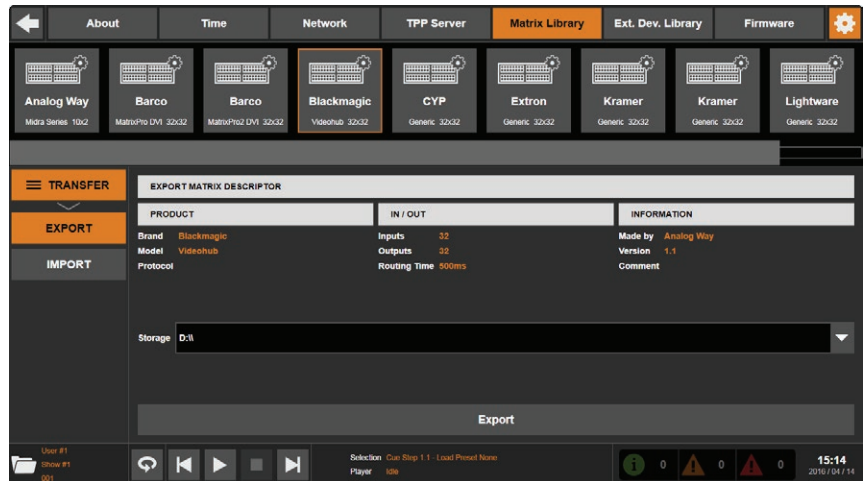 About Time Network TPP Server Matrix Library Ext. Dev. Library Firmware
Analog Way Barco Barco Blackmagic CYP Extron Kramer Kramer Lightware
Midra Series 10x2 MatrixPro DVI 32x32 MatrixPro2 DVI 32x32 Videohub 32x32 Generic 32x32 Generic 32x32 Generic 32x32 Generic 32x32 Generic 32x32
TRANSFER
EXPORT
IMPORT
EXPORT MATRIX DESCRIPTOR
PRODUCT IN / OUT INFORMATION
Brand Blackmagic Inputs 32 Made by Analog Way
Model Videohub Outputs 32 Version 1.1
Protocol Routing Time 500ms Comment
Storage D:\\
Export
User #1
Show #1
001
Selection Cue Step 1.1 - Load Preset None
Player Idle
0 0 0
15:14
2016 / 04 / 14